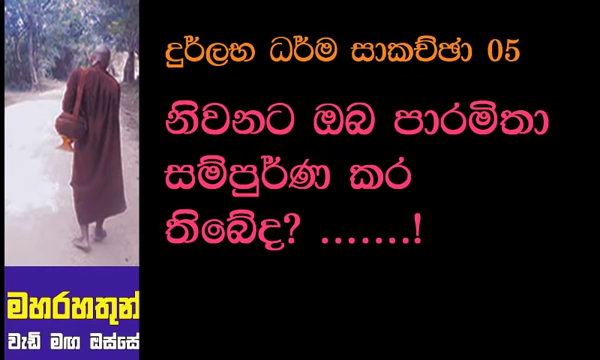 දුර්ලභ ධර්ම සාකච්ඡා 05
නිවනට ඔබ පාරමිතා
සම්පුර්ණ කර
තිබේද? .......!
මහරහතුන්
වැඩි මඟ ඔස්සේ